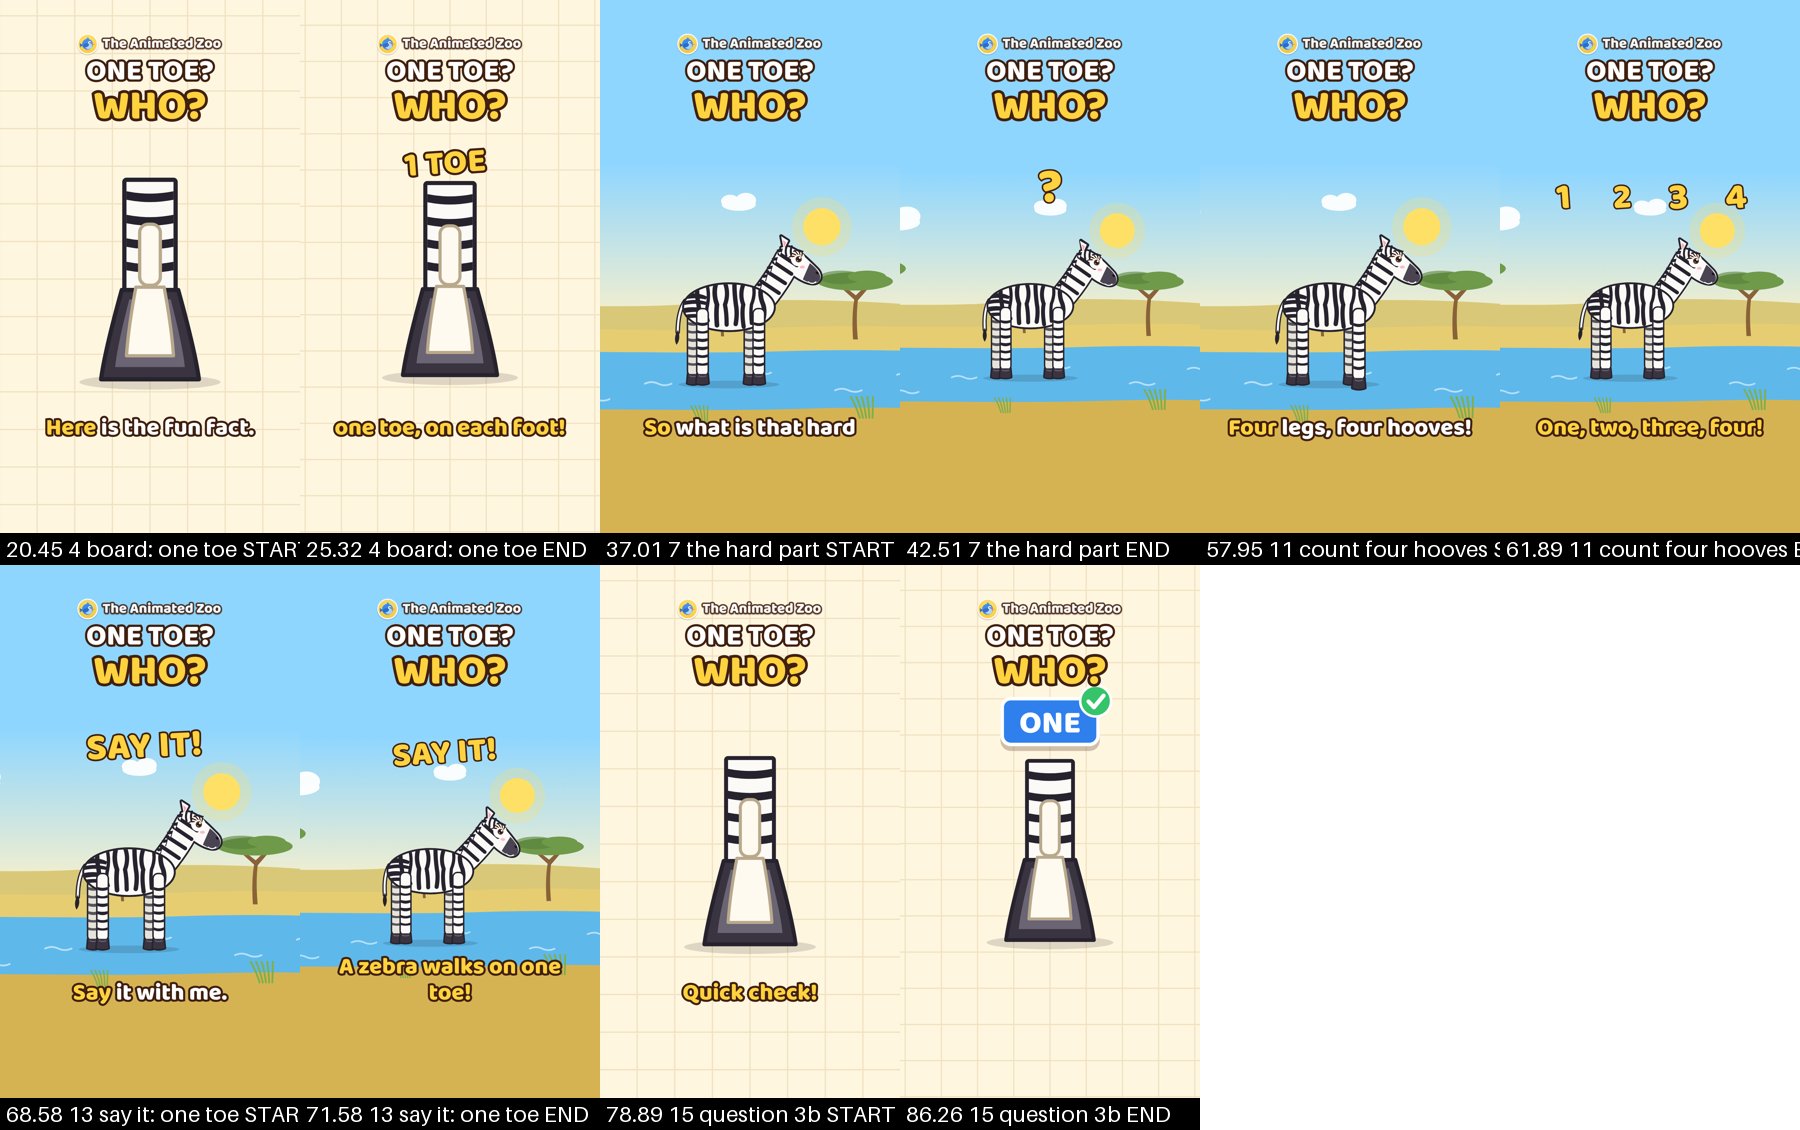 The Animated Zoo
ONE TOE?
WHO?
Here is the fun fact.
20.45 4 board: one toe STAR
The Animated Zoo
ONE TOE?
WHO?
1 TOE
one toe, on each foot!
25.32 4 board: one toe END
The Animated Zoo
ONE TOE?
WHO?
So what is that hard
37.01 7 the hard part START
The Animated Zoo
ONE TOE?
WHO?
?
42.51 7 the hard part END
The Animated Zoo
ONE TOE?
WHO?
Four legs, four hooves!
57.95 11 count four hooves S
The Animated Zoo
ONE TOE?
WHO?
1 2 3 4
One, two, three, four!
61.89 11 count four hooves E
The Animated Zoo
ONE TOE?
WHO?
SAY IT!
Say it with me.
68.58 13 say it: one toe STAR
The Animated Zoo
ONE TOE?
WHO?
SAY IT!
A zebra walks on one
toe!
71.58 13 say it: one toe END
The Animated Zoo
ONE TOE?
WHO?
Quick check!
78.89 15 question 3b START
The Animated Zoo
ONE TOE?
WHO?
ONE
86.26 15 question 3b END